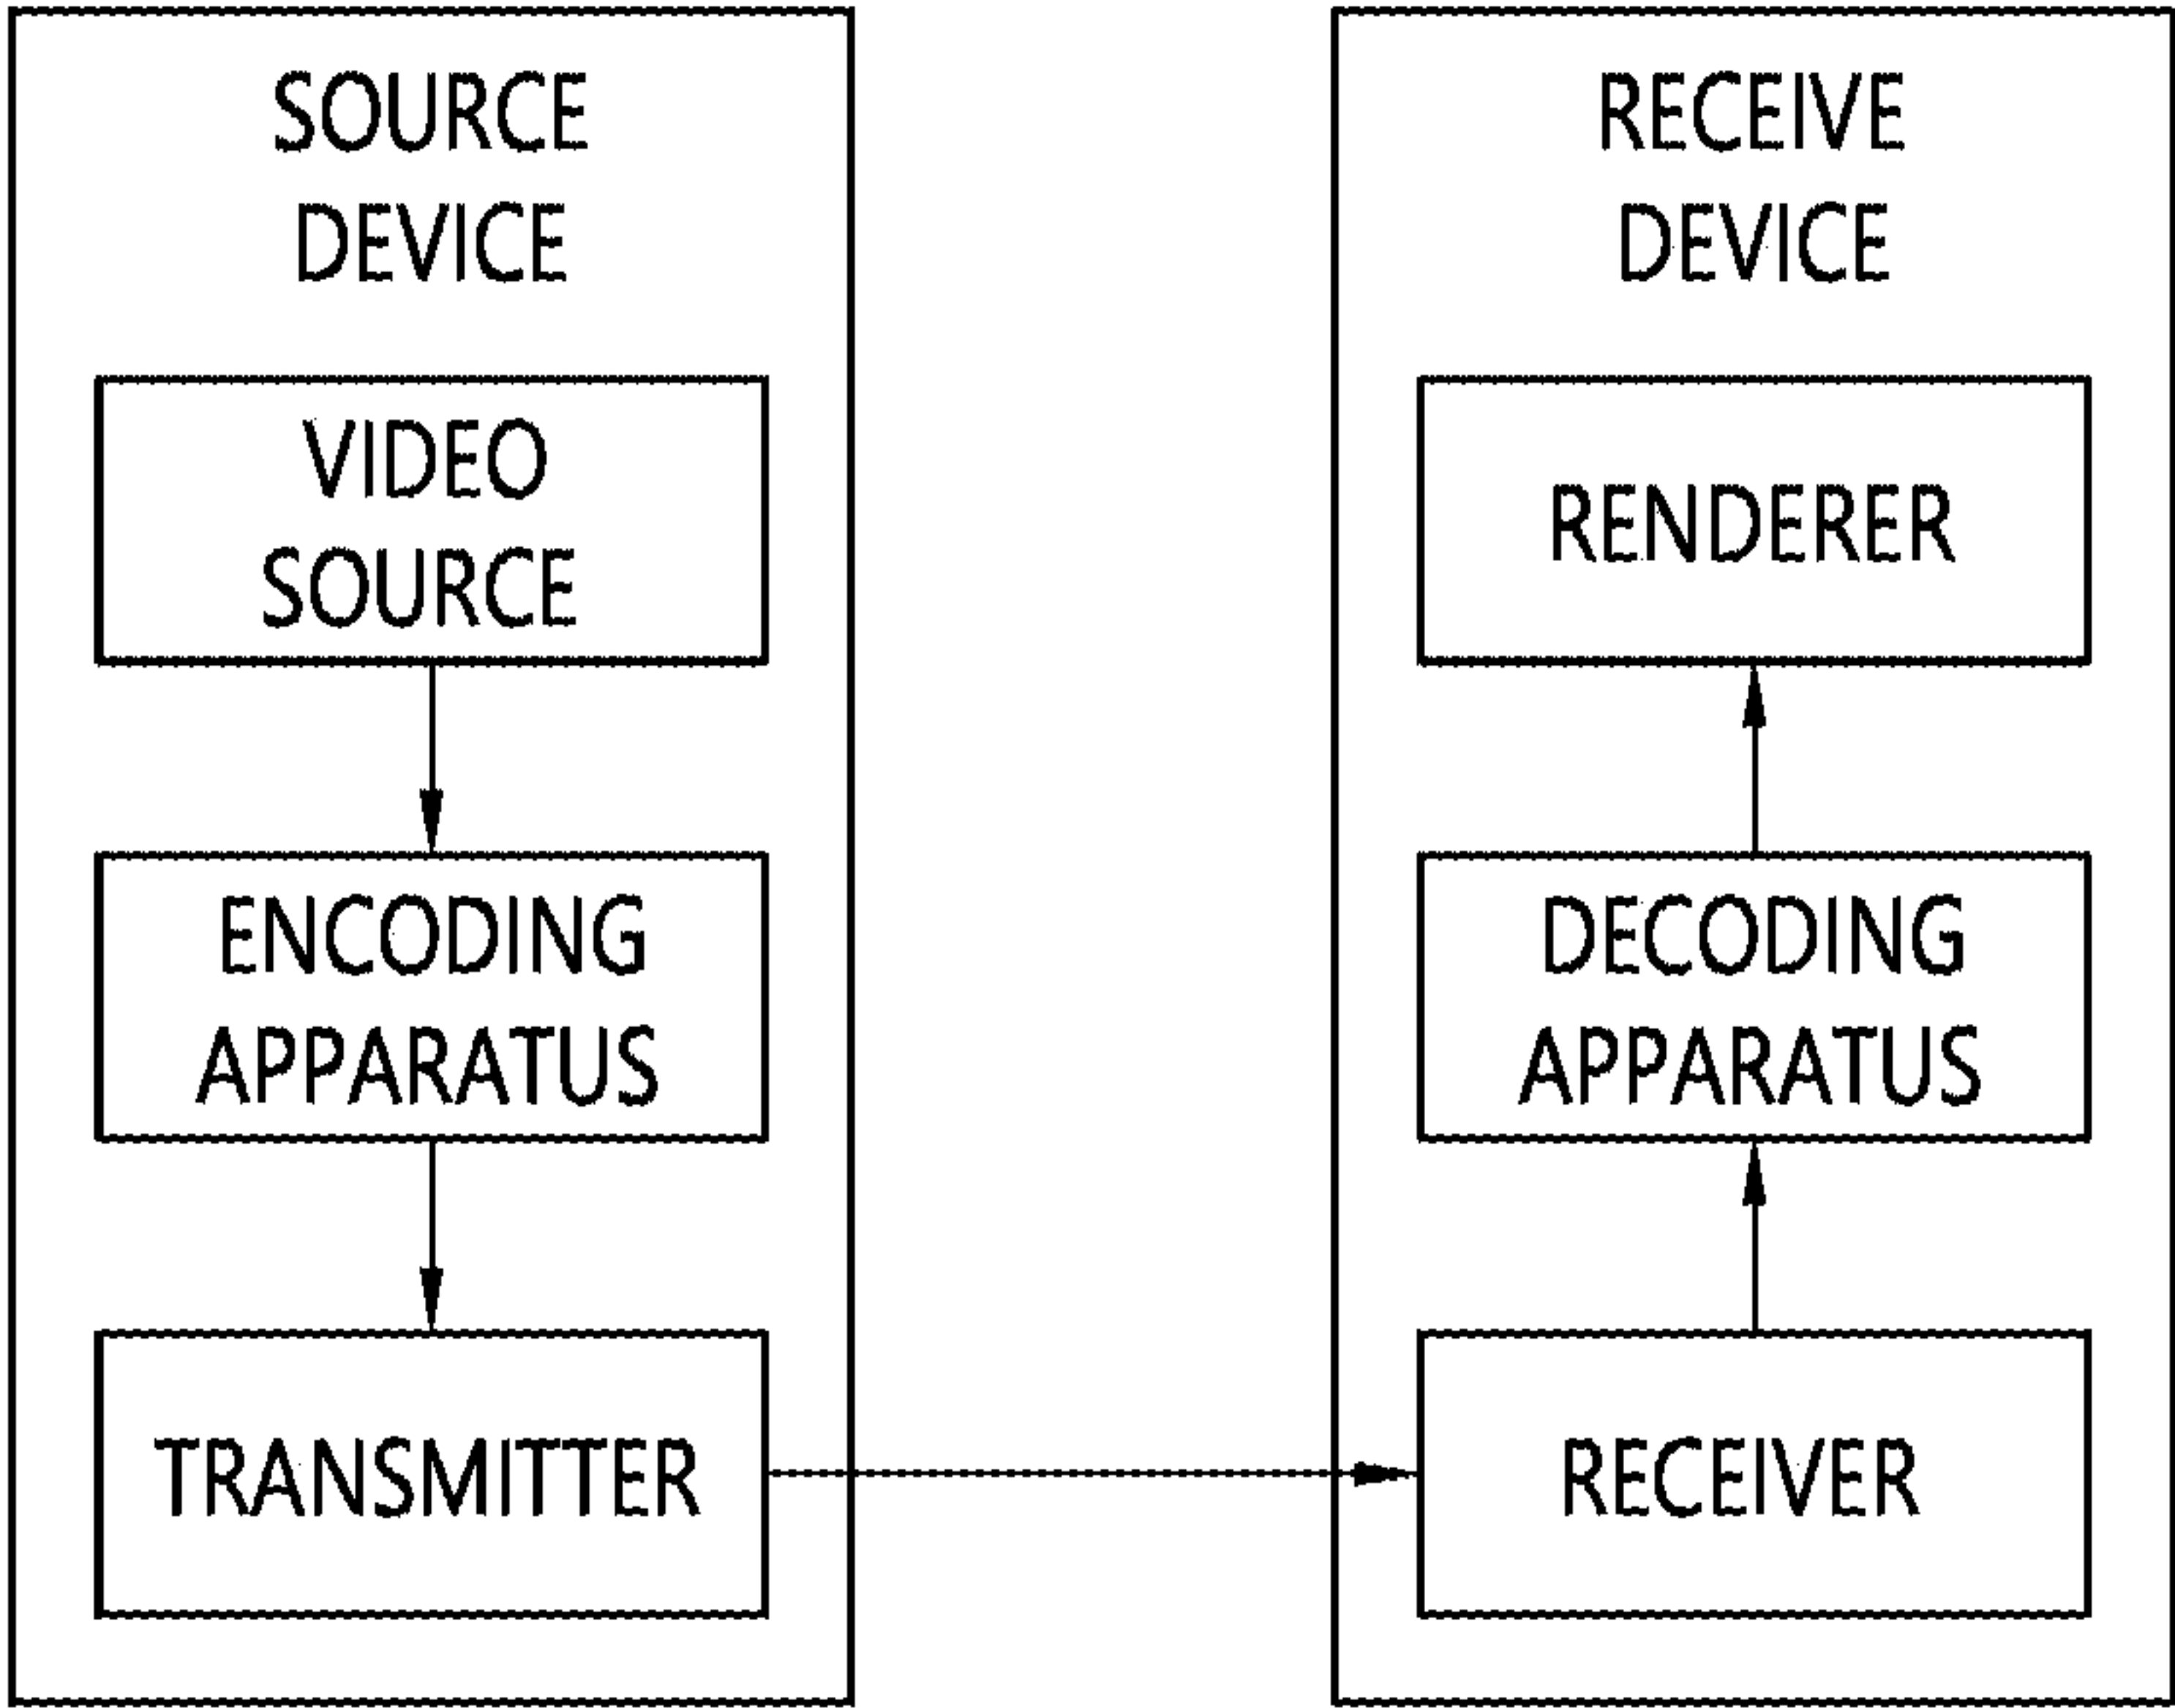 SOURCE
DEVICE
VIDEO
SOURCE
ENCODING
APPARATUS
TRANSMITTER
RECEIVE
DEVICE
RENDERER
DECODING
APPARATUS
RECEIVER